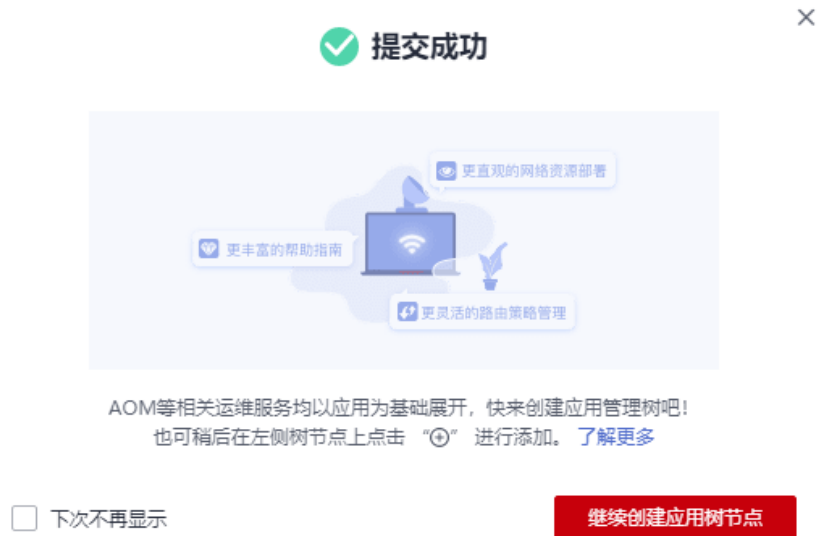 提交成功
更直观的网络资源部署
更丰富的帮助指南
更灵活的路由策略管理
AOM等相关运维服务均以应用为基础展开，快来创建应用管理树吧！
也可稍后在左侧树节点上点击 “⊕” 进行添加。 了解更多
下次不再显示
继续创建应用树节点